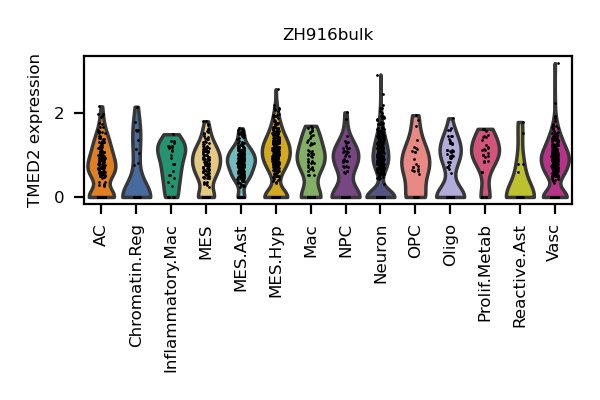 ZH916bulk
TMED2 expression
2
0
AC
Chromatin.Reg
Inflammatory.Mac
MES
MES.Ast
MES.Hyp
Mac
NPC
Neuron
OPC
Oligo
Prolif.Metab
Reactive.Ast
Vasc